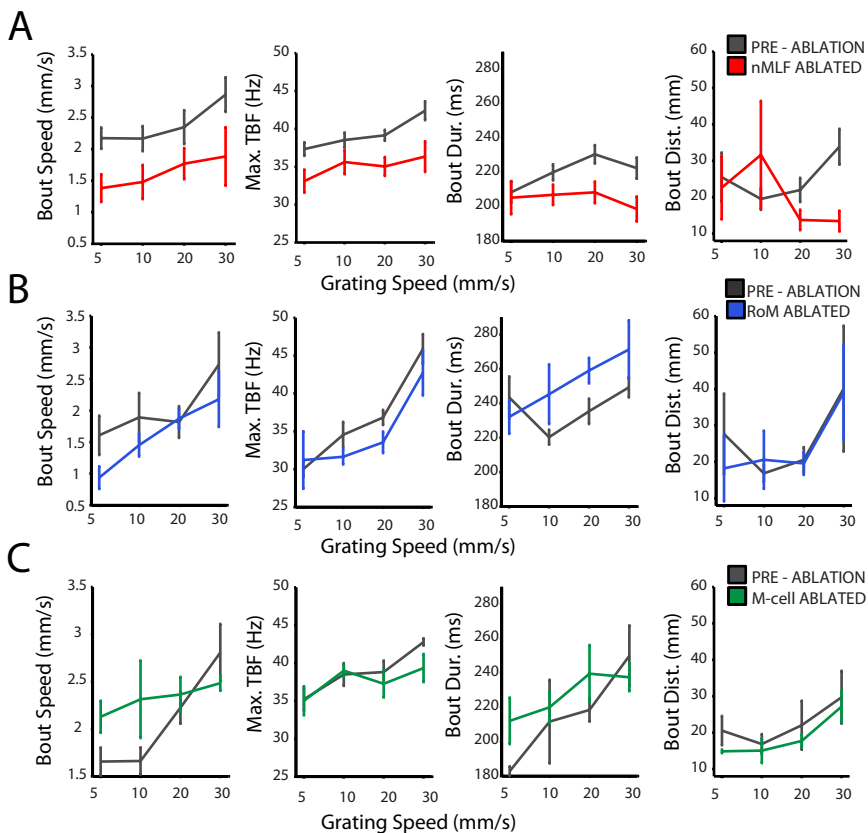 A
PRE - ABLATION
nMLF ABLATED
Bout Speed (mm/s)
3.5
3
2.5
2
1.5
1
0.5
5 10 20 30
Max. TBF (Hz)
50
45
40
35
30
25
5 10 20 30
Bout Dur. (ms)
280
260
240
220
200
180
5 10 20 30
Bout Dist. (mm)
60
50
40
30
20
10
5 10 20 30
Grating Speed (mm/s)
B
PRE - ABLATION
RoM ABLATED
Bout Speed (mm/s)
3.5
3
2.5
2
1.5
1
0.5
5 10 20 30
Max. TBF (Hz)
50
45
40
35
30
25
5 10 20 30
Bout Dur. (ms)
280
260
240
220
200
180
5 10 20 30
Bout Dist. (mm)
60
50
40
30
20
10
5 10 20 30
Grating Speed (mm/s)
C
PRE - ABLATION
M-cell ABLATED
Bout Speed (mm/s)
3.5
3
2.5
2
1.5
5 10 20 30
Max. TBF (Hz)
50
45
40
35
30
25
5 10 20 30
Bout Dur. (ms)
280
260
240
220
200
180
5 10 20 30
Bout Dist. (mm)
60
50
40
30
20
10
5 10 20 30
Grating Speed (mm/s)